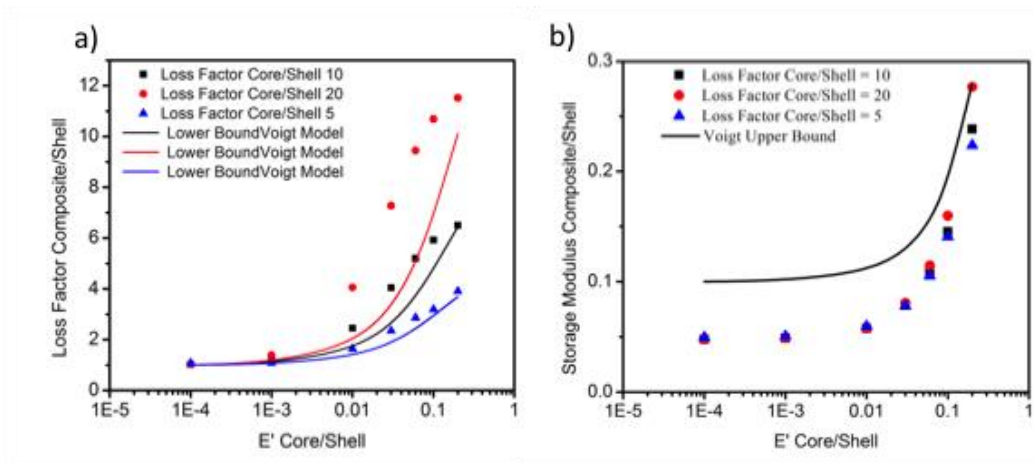 a)
Loss Factor Composite/Shell
12
10
8
6
4
2
0
Loss Factor Core/Shell 10
Loss Factor Core/Shell 20
Loss Factor Core/Shell 5
Lower BoundVoigt Model
Lower BoundVoigt Model
Lower BoundVoigt Model
1E-5 1E-4 1E-3 0.01 0.1 1
E' Core/Shell
b)
Storage Modulus Composite/Shell
0.3
0.2
0.1
0.0
Loss Factor Core/Shell = 10
Loss Factor Core/Shell = 20
Loss Factor Core/Shell = 5
Voigt Upper Bound
1E-5 1E-4 1E-3 0.01 0.1 1
E' Core/Shell